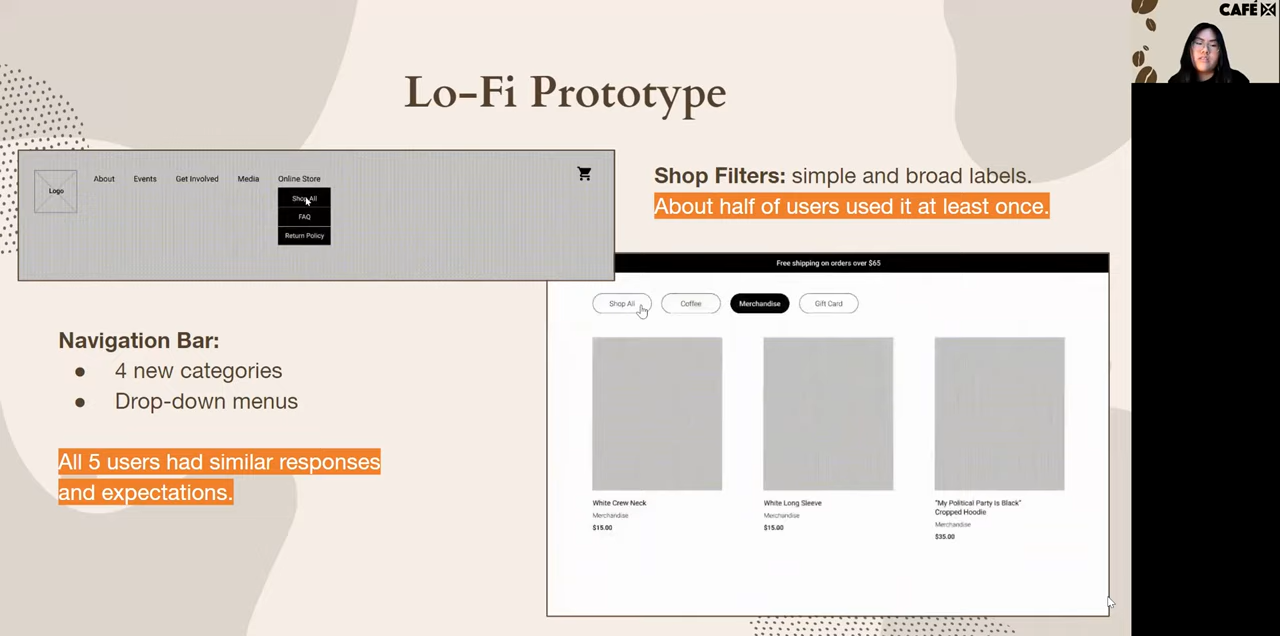 CAFÉ X
Lo-Fi Prototype
Logo
About Events Get Involved Media Online Store
Shop All
FAQ
Return Policy
Shop Filters: simple and broad labels.
About half of users used it at least once.
Free shipping on orders over $65
Shop All Coffee Merchandise Gift Card
Navigation Bar:
● 4 new categories
● Drop-down menus
All 5 users had similar responses
and expectations.
White Crew Neck
Merchandise
$15.00
White Long Sleeve
Merchandise
$15.00
"My Political Party Is Black"
Cropped Hoodie
Merchandise
$35.00